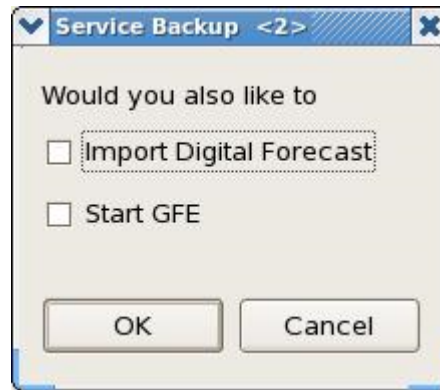 Service Backup <2>
Would you also like to
Import Digital Forecast
Start GFE
OK Cancel